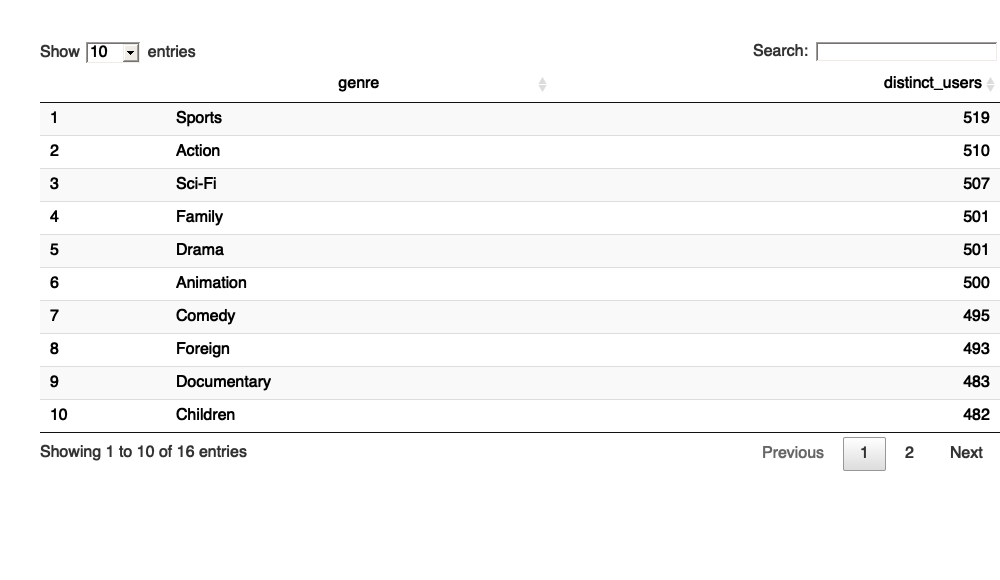 Show 10 entries Search:
genre distinct_users
1 Sports 519
2 Action 510
3 Sci-Fi 507
4 Family 501
5 Drama 501
6 Animation 500
7 Comedy 495
8 Foreign 493
9 Documentary 483
10 Children 482
Showing 1 to 10 of 16 entries Previous 1 2 Next